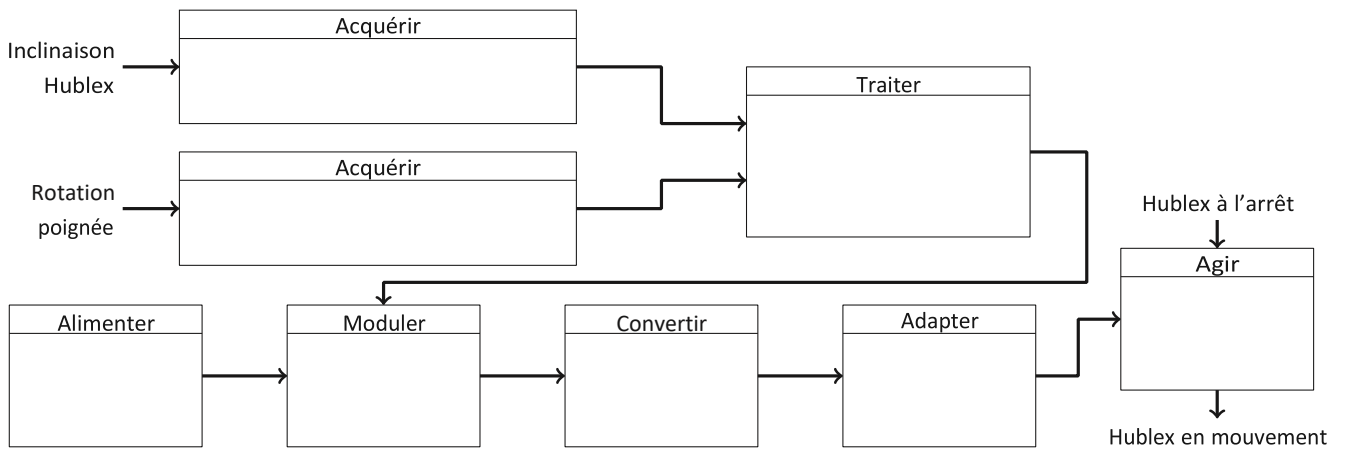 Acquérir
Inclinaison
Hublex
Traiter
Acquérir
Rotation
poignée
Hublex à l'arrêt
Agir
Alimenter
Moduler
Convertir
Adapter
Hublex en mouvement